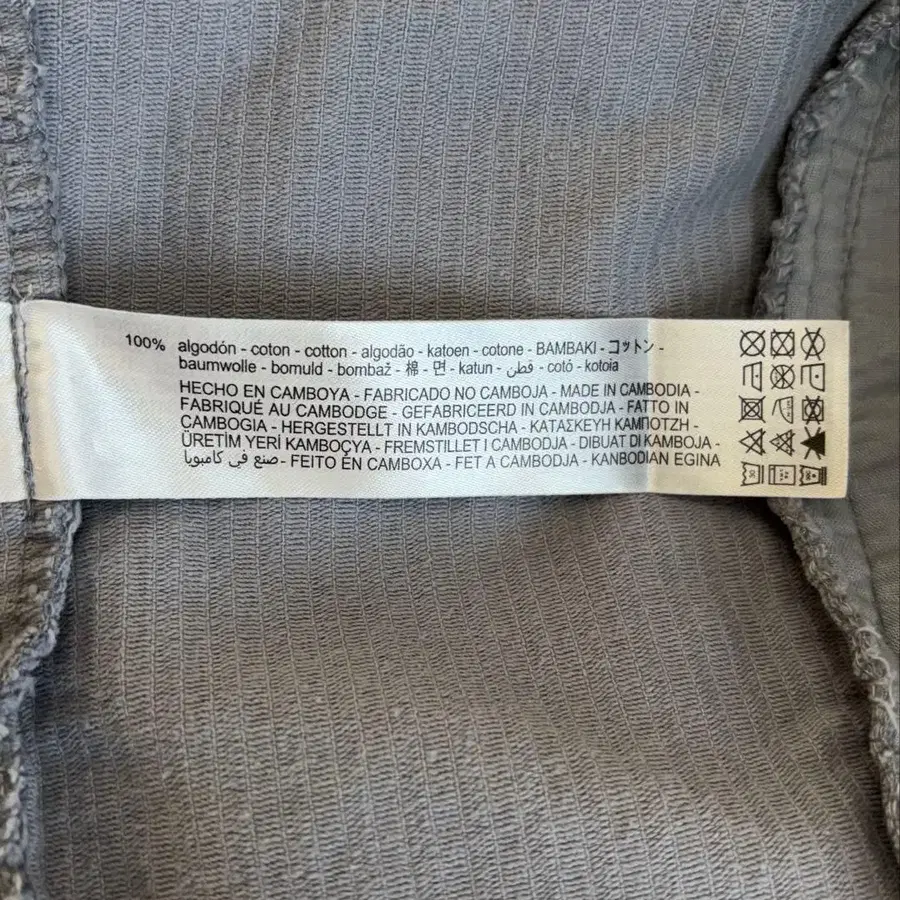 100% algodón - coton - cotton - algodão - katoen - cotone - BAMBAKI - コットン -
baumwolle - bomuld - bombaž - 棉 - 면 - katun - قطن - cotó - kotoia
HECHO EN CAMBOYA - FABRICADO NO CAMBOJA - MADE IN CAMBODIA -
FABRIQUÉ AU CAMBODGE - GEFABRICEERD IN CAMBODJA - FATTO IN
CAMBOGIA - HERGESTELLT IN KAMBODSCHA - ΚΑΤΑΣΚΕΥΗ ΚΑΜΠΟΤΖΗ -
ÜRETİM YERİ KAMBOÇYA - FREMSTILLET I CAMBODJA - DIBUAT DI KAMBOJA -
صنع في كامبوديا - FEITO EN CAMBOXA - FET A CAMBODJA - KANBODIAN EGINA